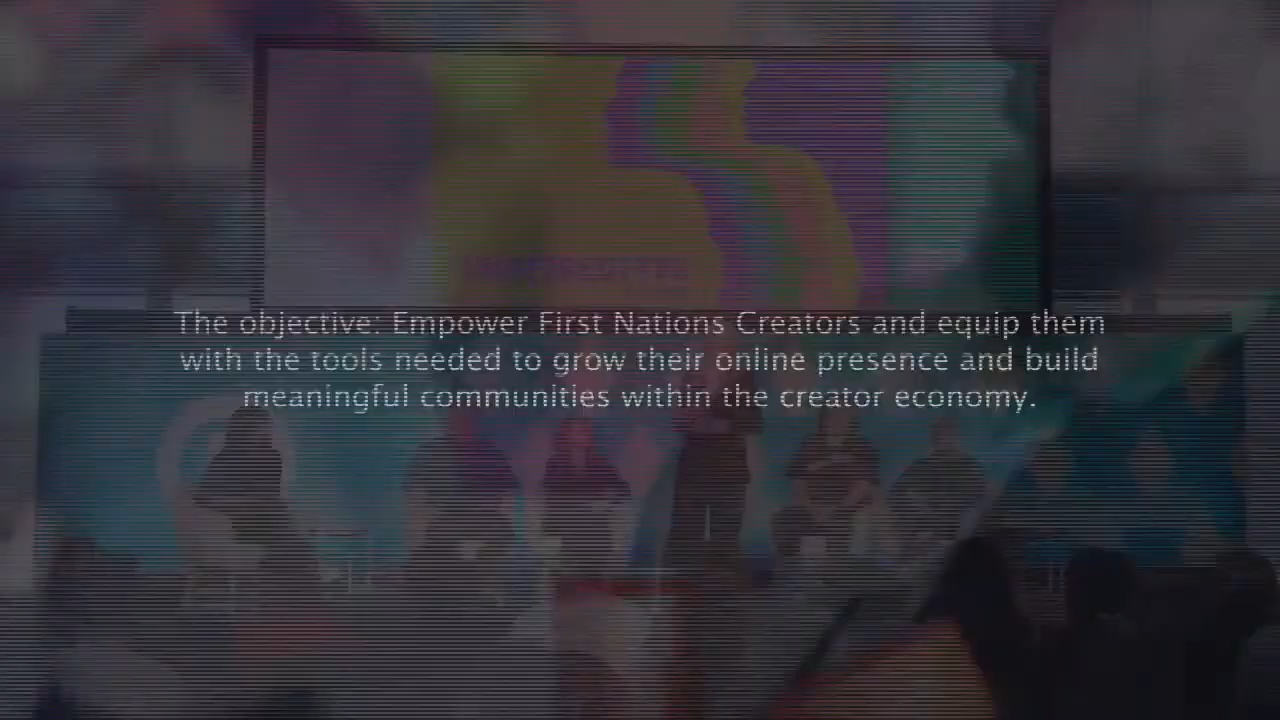 The objective: Empower First Nations Creators and equip them
with the tools needed to grow their online presence and build
meaningful communities within the creator economy.